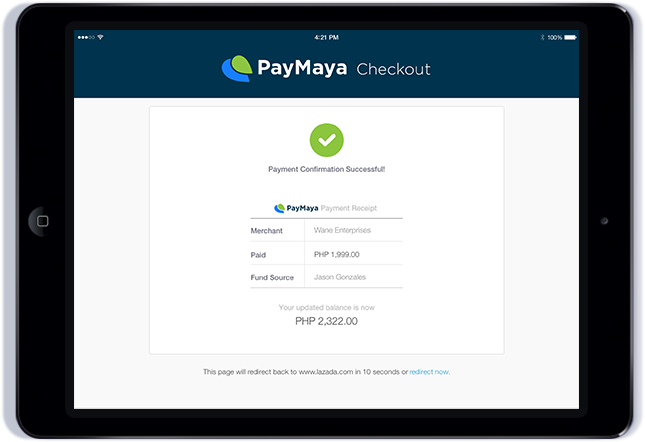 4:21 PM
100%
PayMaya Checkout
Payment Confirmation Successful!
PayMaya Payment Receipt
Merchant Wane Enterprises
Paid PHP 1,999.00
Fund Source Jason Gonzales
Your updated balance is now
PHP 2,322.00
This page will redirect back to www.lazada.com in 10 seconds or redirect now.